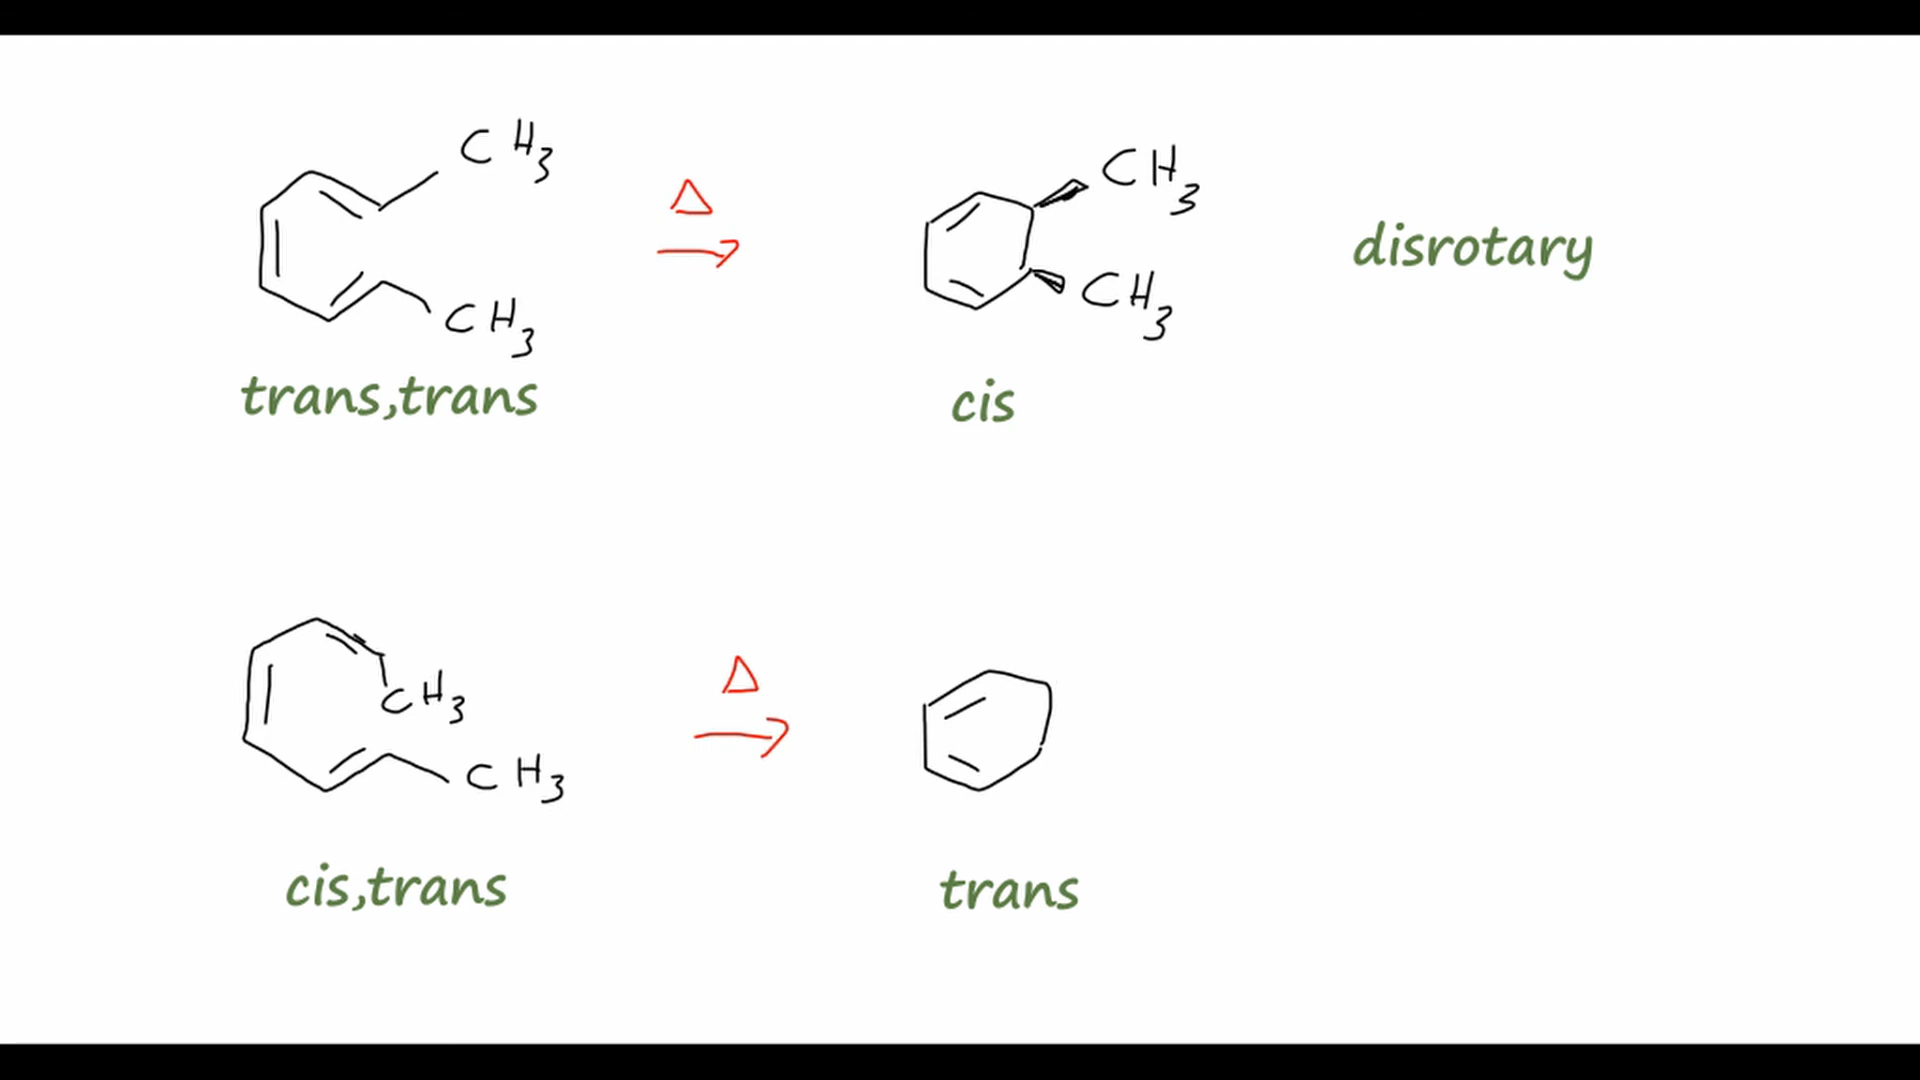 CH3
Δ
CH3
disrotary
CH3
CH3
trans,trans
cis
CH3
Δ
CH3
cis,trans
trans